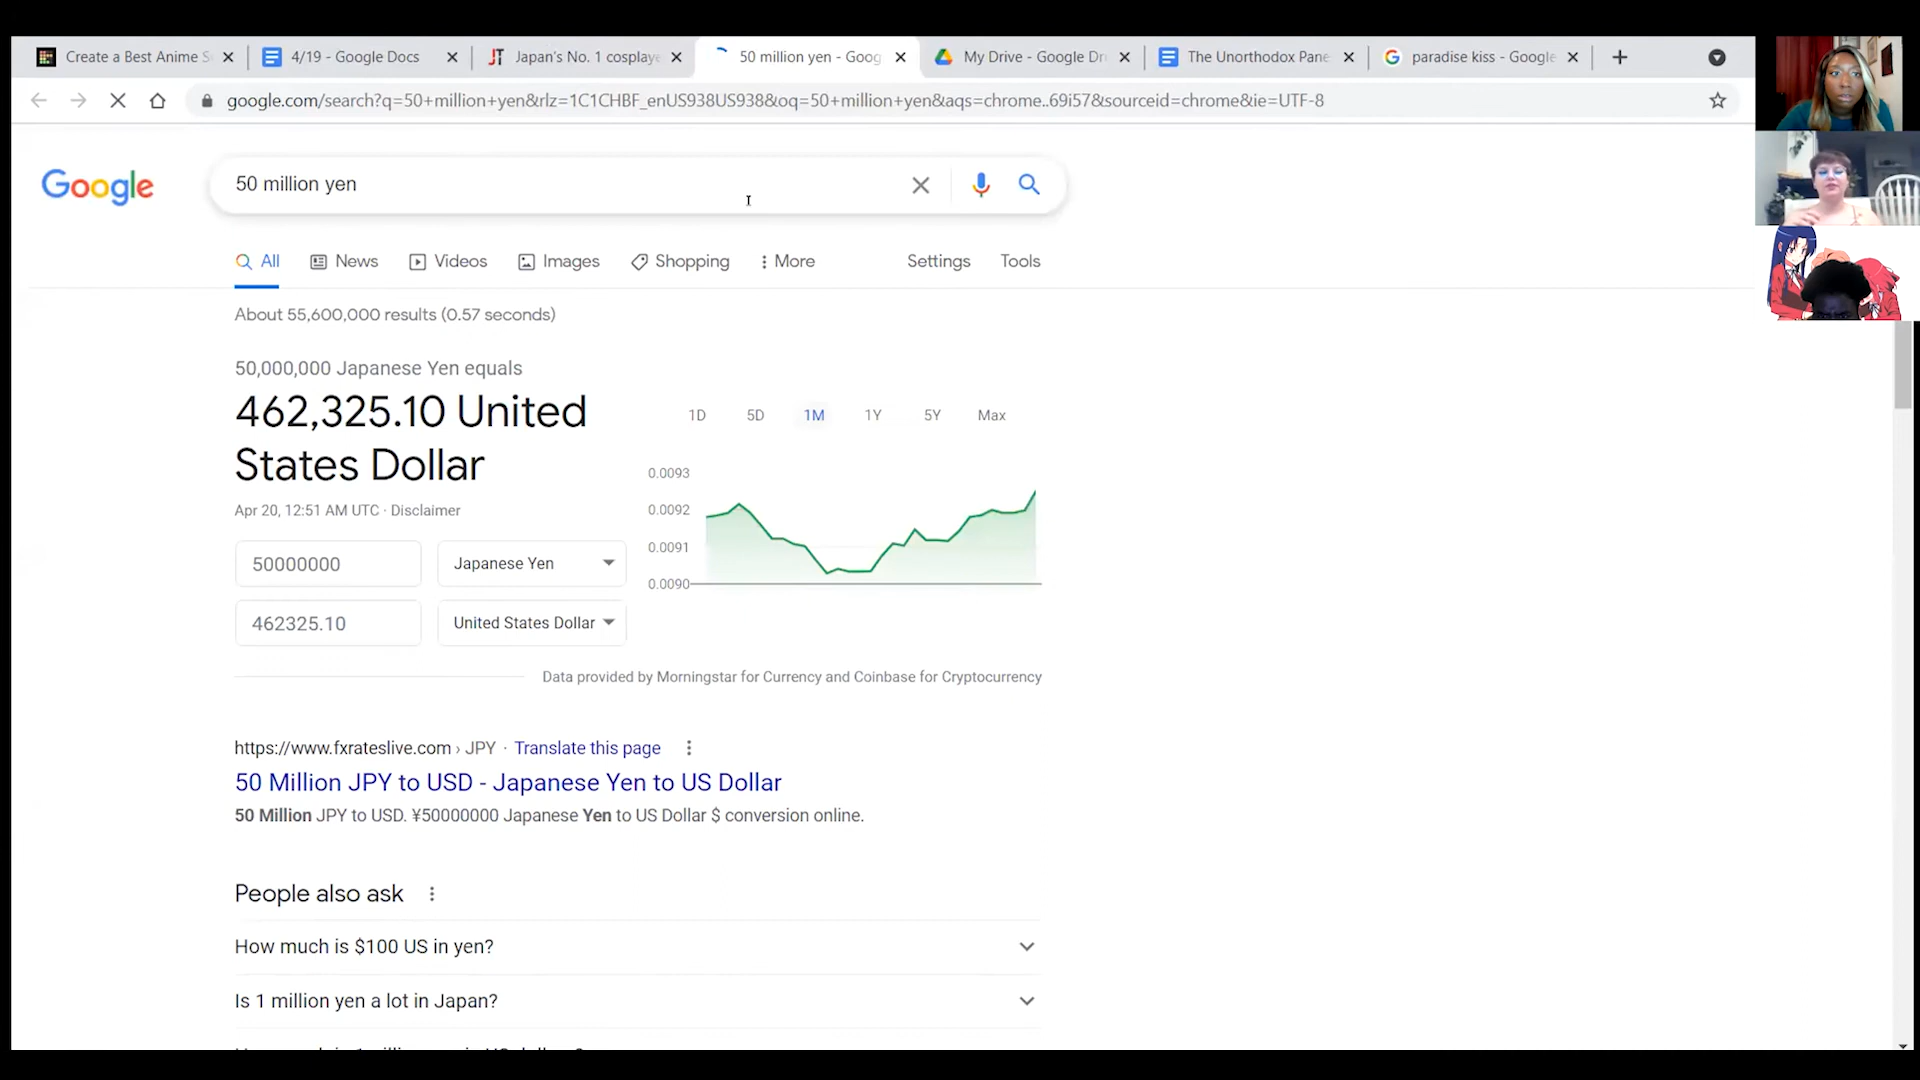 Create a Best Anime S
4/19 - Google Docs
JT Japan's No. 1 cosplaye
50 million yen - Goog
My Drive - Google Dri
The Unorthodox Pane
paradise kiss - Google
google.com/search?q=50+million+yen&rlz=1C1CHBF_enUS938US938&oq=50+million+yen&aqs=chrome..69i57&sourceid=chrome&ie=UTF-8
Google
50 million yen
All
News
Videos
Images
Shopping
More
Settings
Tools
About 55,600,000 results (0.57 seconds)
50,000,000 Japanese Yen equals
462,325.10 United
States Dollar
Apr 20, 12:51 AM UTC · Disclaimer
50000000
Japanese Yen
462325.10
United States Dollar
1D 5D 1M 1Y 5Y Max
0.0093
0.0092
0.0091
0.0090
Data provided by Morningstar for Currency and Coinbase for Cryptocurrency
https://www.fxrateslive.com › JPY · Translate this page
50 Million JPY to USD - Japanese Yen to US Dollar
50 Million JPY to USD. ¥50000000 Japanese Yen to US Dollar $ conversion online.
People also ask
How much is $100 US in yen?
Is 1 million yen a lot in Japan?